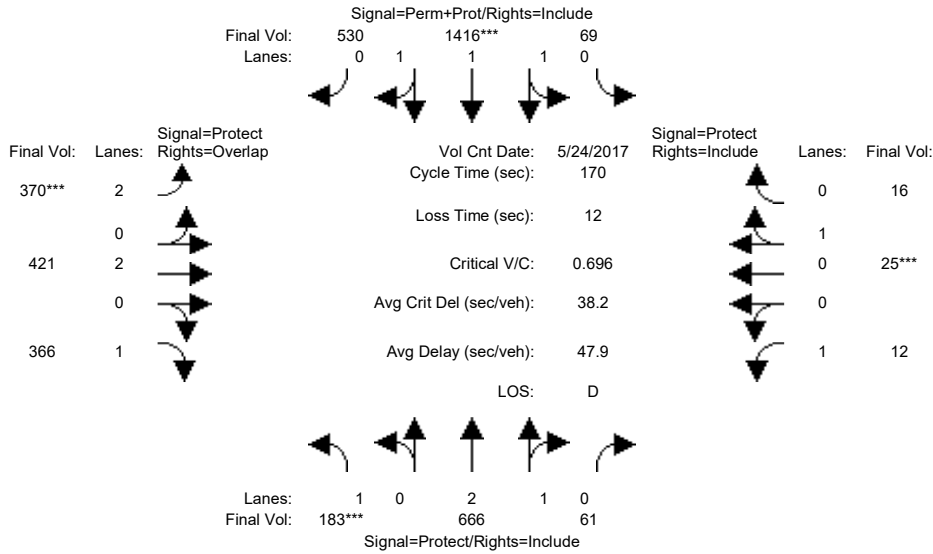 Signal=Perm+Prot/Rights=Include
Final Vol: 530 1416*** 69
Lanes: 0 1 1 1 0
Signal=Protect
Final Vol: Lanes: Rights=Overlap
Vol Cnt Date: 5/24/2017
Signal=Protect
Rights=Include Lanes: Final Vol:
Cycle Time (sec): 170
370*** 2
0 16
Loss Time (sec): 12
0
1
421 2
Critical V/C: 0.696
0 25***
0
Avg Crit Del (sec/veh): 38.2
0
366 1
Avg Delay (sec/veh): 47.9
1 12
LOS: D
Lanes: 1 0 2 1 0
Final Vol: 183*** 666 61
Signal=Protect/Rights=Include